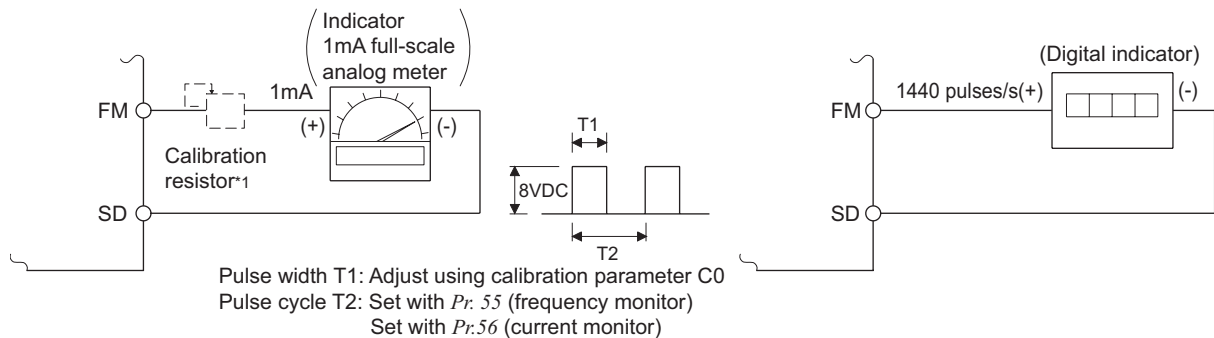 Indicator
1mA full-scale
analog meter
FM
1mA
(+)
(-)
Calibration
resistor*1
SD
T1
8VDC
T2
Pulse width T1: Adjust using calibration parameter C0
Pulse cycle T2: Set with Pr. 55 (frequency monitor)
Set with Pr.56 (current monitor)
(Digital indicator)
1440 pulses/s(+)
(-)
FM
SD